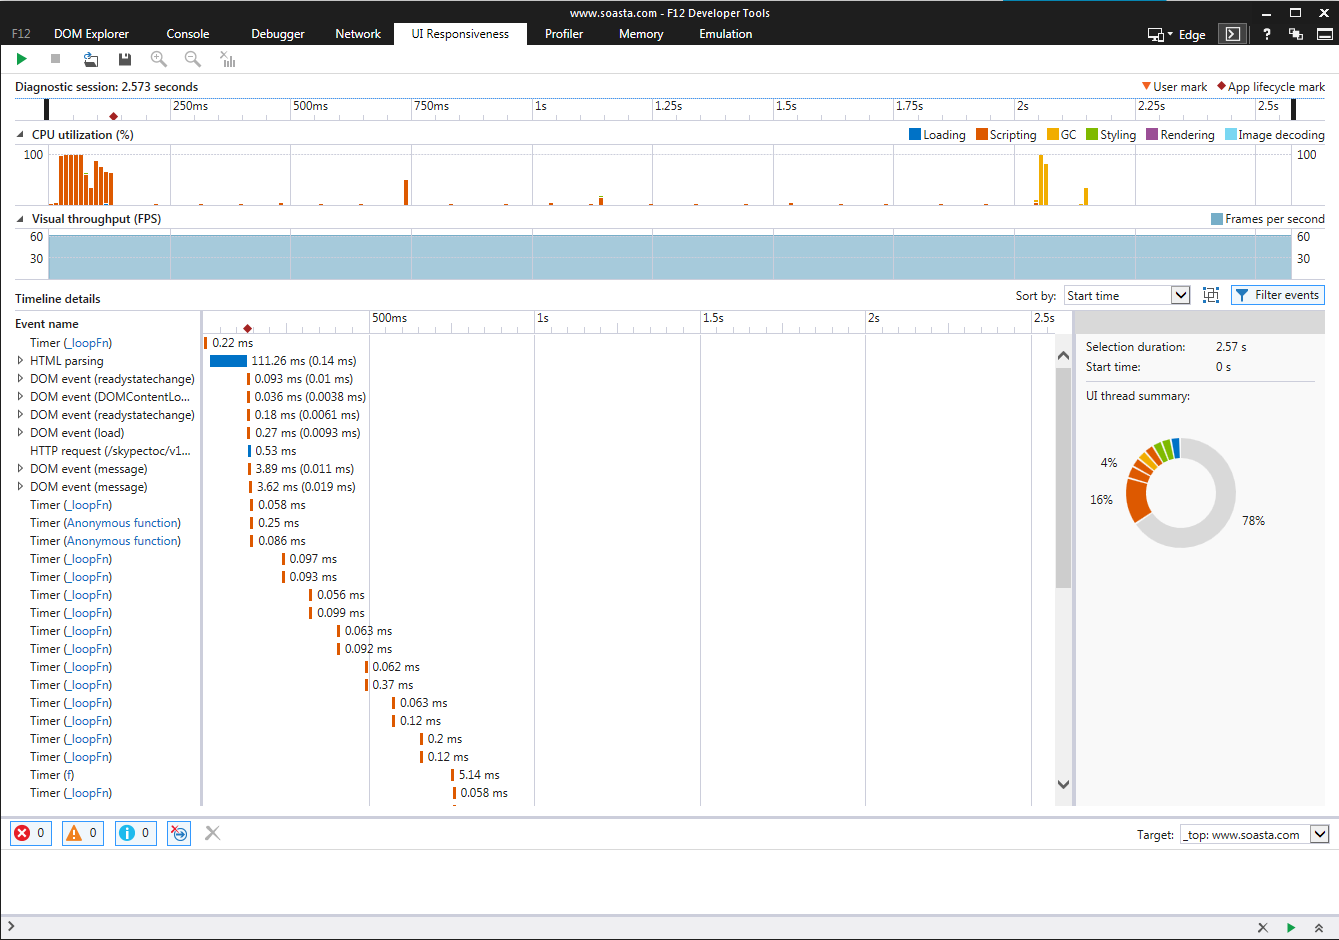 www.soasta.com - F12 Developer Tools
F12 DOM Explorer Console Debugger Network UI Responsiveness Profiler Memory Emulation Edge ?
Diagnostic session: 2.573 seconds User mark App lifecycle mark
250ms 500ms 750ms 1s 1.25s 1.5s 1.75s 2s 2.25s 2.5s
CPU utilization (%) Loading Scripting GC Styling Rendering Image decoding
100 100
Visual throughput (FPS) Frames per second
60 60
30 30
Timeline details Sort by: Start time Filter events
Event name 500ms 1s 1.5s 2s 2.5s
Timer (_loopFn) 0.22 ms
HTML parsing 111.26 ms (0.14 ms)
DOM event (readystatechange) 0.093 ms (0.01 ms)
DOM event (DOMContentLo... 0.036 ms (0.0038 ms)
DOM event (readystatechange) 0.18 ms (0.0061 ms)
DOM event (load) 0.27 ms (0.0093 ms)
HTTP request (/skypectoc/v1... 0.53 ms
DOM event (message) 3.89 ms (0.011 ms)
DOM event (message) 3.62 ms (0.019 ms)
Timer (_loopFn) 0.058 ms
Timer (Anonymous function) 0.25 ms
Timer (Anonymous function) 0.086 ms
Timer (_loopFn) 0.097 ms
Timer (_loopFn) 0.093 ms
Timer (_loopFn) 0.056 ms
Timer (_loopFn) 0.099 ms
Timer (_loopFn) 0.063 ms
Timer (_loopFn) 0.092 ms
Timer (_loopFn) 0.062 ms
Timer (_loopFn) 0.37 ms
Timer (_loopFn) 0.063 ms
Timer (_loopFn) 0.12 ms
Timer (_loopFn) 0.2 ms
Timer (_loopFn) 0.12 ms
Timer (f) 5.14 ms
Timer (_loopFn) 0.058 ms
Selection duration: 2.57 s
Start time: 0 s
UI thread summary:
4%
16%
78%
0 0 0 Target: _top: www.soasta.com